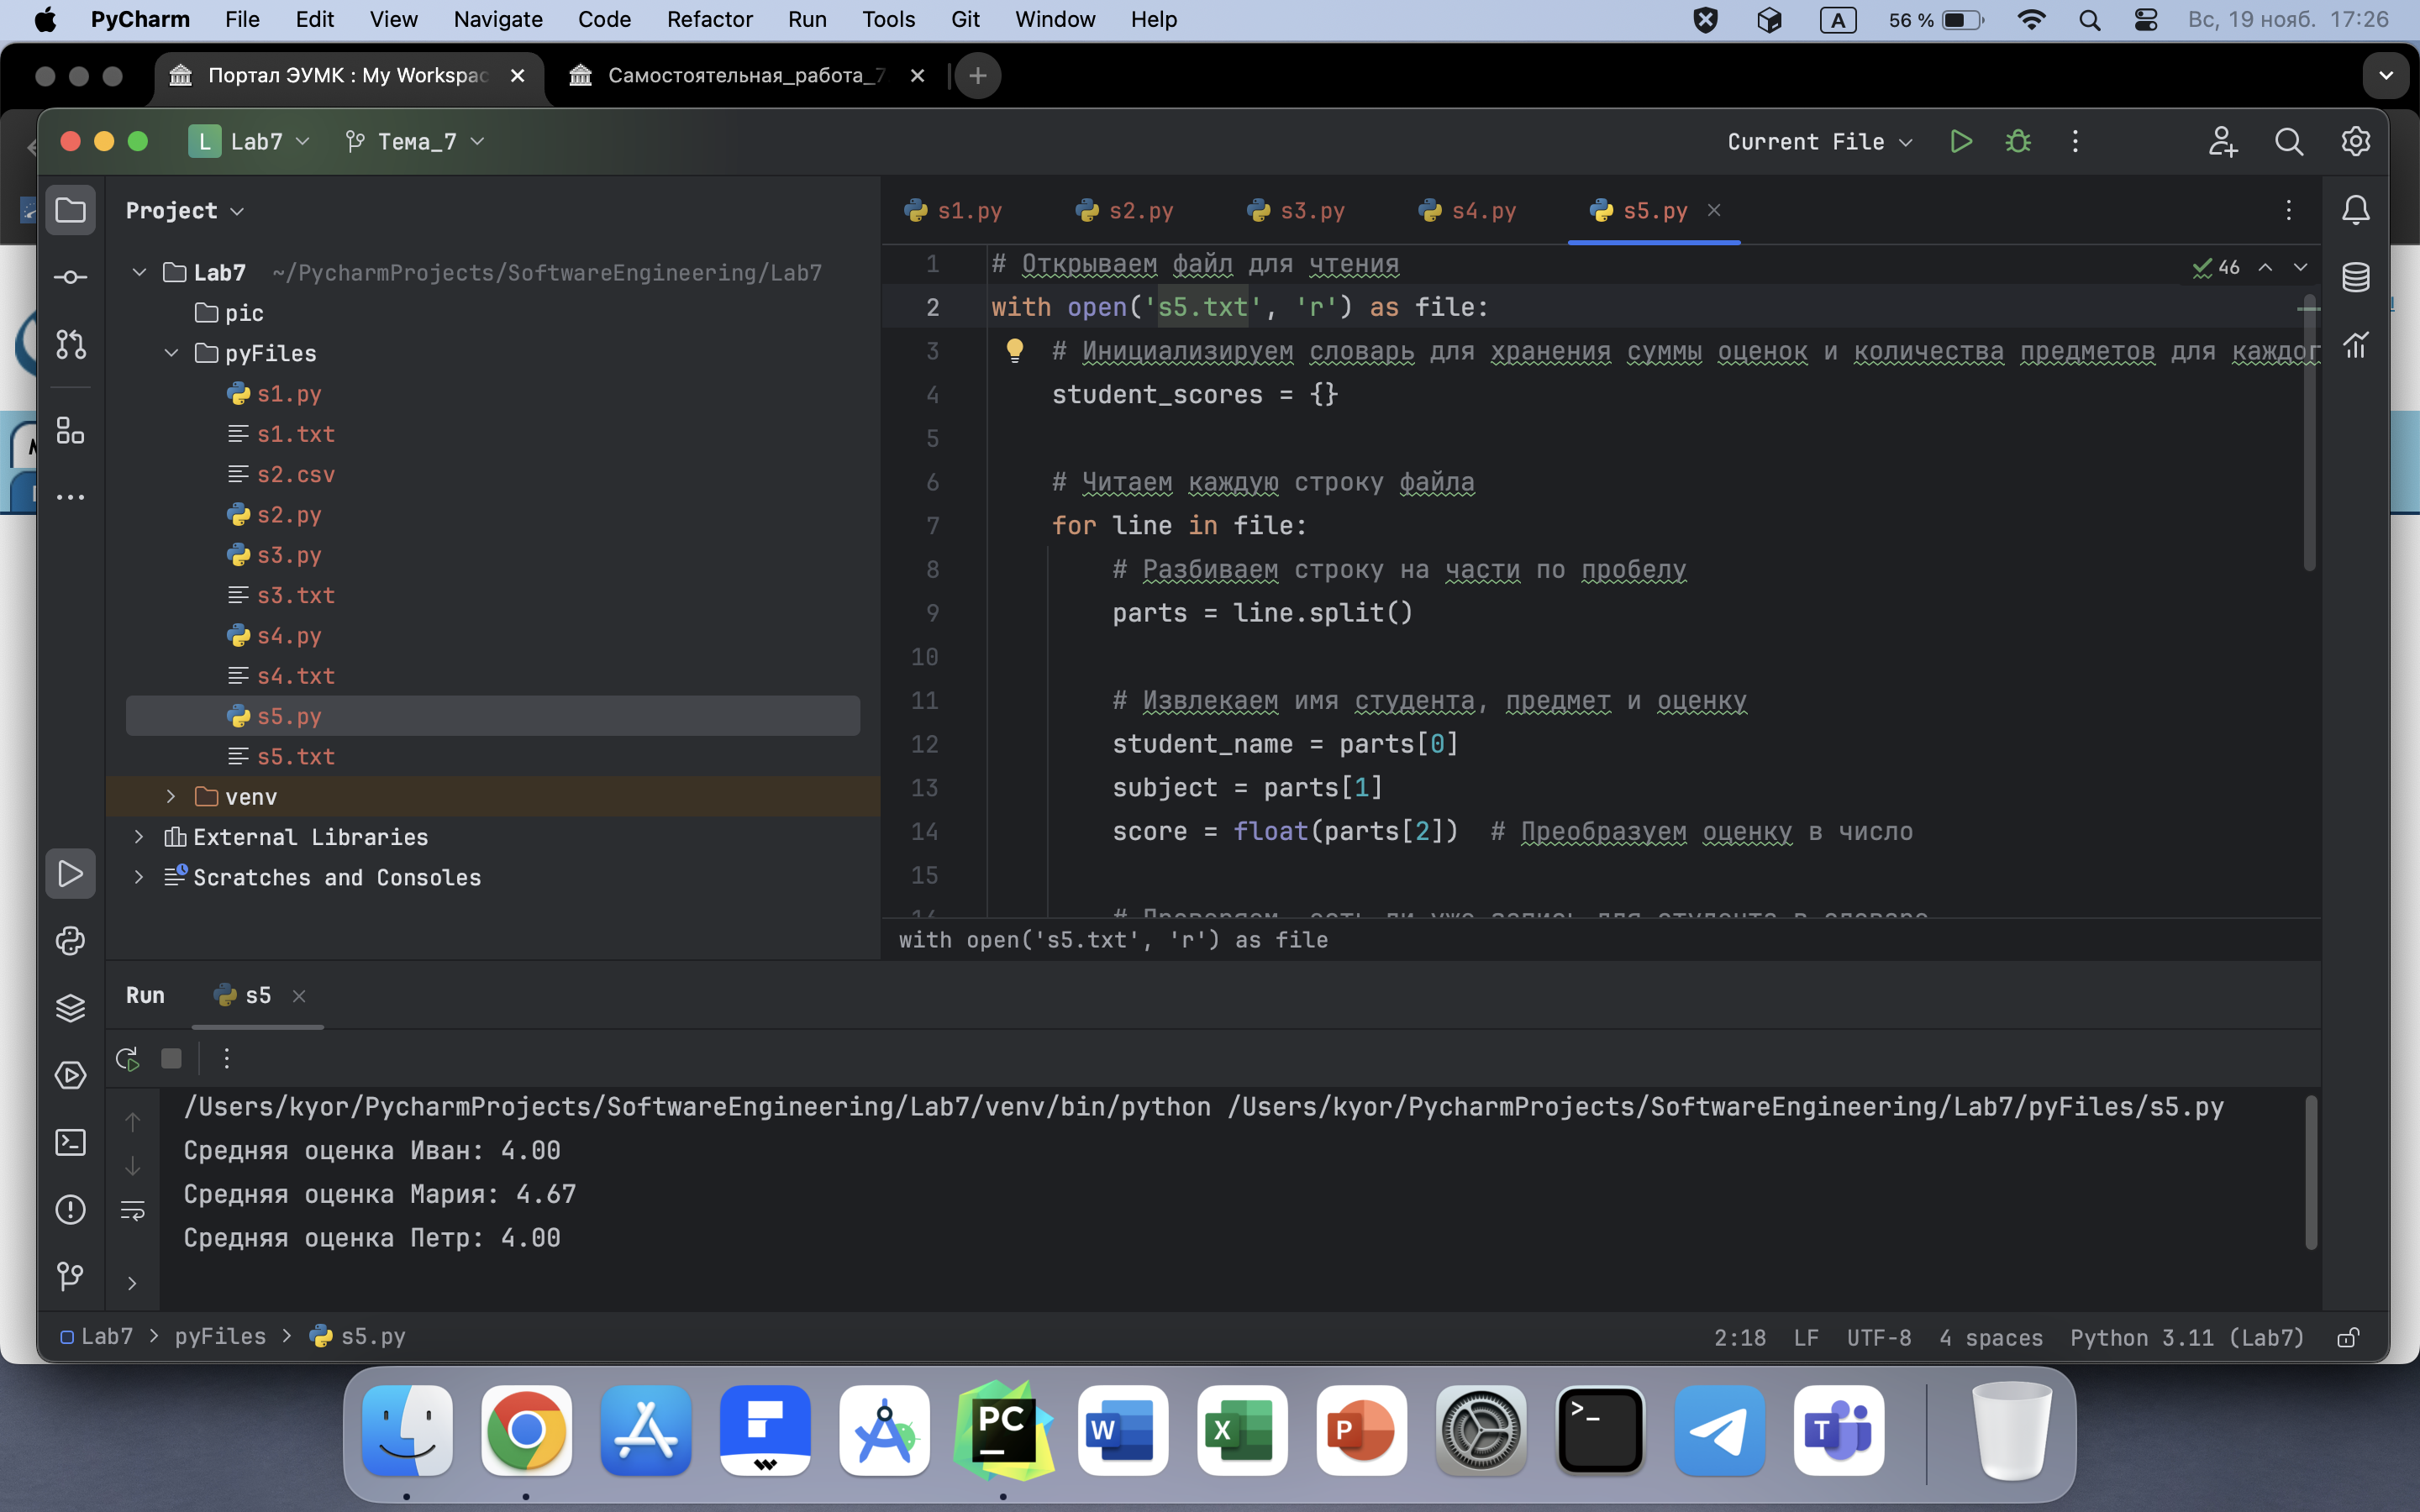 PyCharm File Edit View Navigate Code Refactor Run Tools Git Window Help A 56 % Вс, 19 нояб. 17:26
Портал ЭУМК : My Workspac Самостоятельная_работа_7
L Lab7 Тема_7 Current File
Project
Lab7 ~/PycharmProjects/SoftwareEngineering/Lab7
pic
pyFiles
s1.py
s1.txt
s2.csv
s2.py
s3.py
s3.txt
s4.py
s4.txt
s5.py
s5.txt
venv
External Libraries
Scratches and Consoles
s1.py s2.py s3.py s4.py s5.py
46
1 # Открываем файл для чтения
2 with open('s5.txt', 'r') as file:
3 # Инициализируем словарь для хранения суммы оценок и количества предметов для каждог
4 student_scores = {}
5
6 # Читаем каждую строку файла
7 for line in file:
8 # Разбиваем строку на части по пробелу
9 parts = line.split()
10
11 # Извлекаем имя студента, предмет и оценку
12 student_name = parts[0]
13 subject = parts[1]
14 score = float(parts[2]) # Преобразуем оценку в число
15
16 # Проверяем, есть ли уже запись для студента в словаре
with open('s5.txt', 'r') as file
Run s5
/Users/kyor/PycharmProjects/SoftwareEngineering/Lab7/venv/bin/python /Users/kyor/PycharmProjects/SoftwareEngineering/Lab7/pyFiles/s5.py
Средняя оценка Иван: 4.00
Средняя оценка Мария: 4.67
Средняя оценка Петр: 4.00
Lab7 > pyFiles > s5.py 2:18 LF UTF-8 4 spaces Python 3.11 (Lab7)
PC W X P >_ T